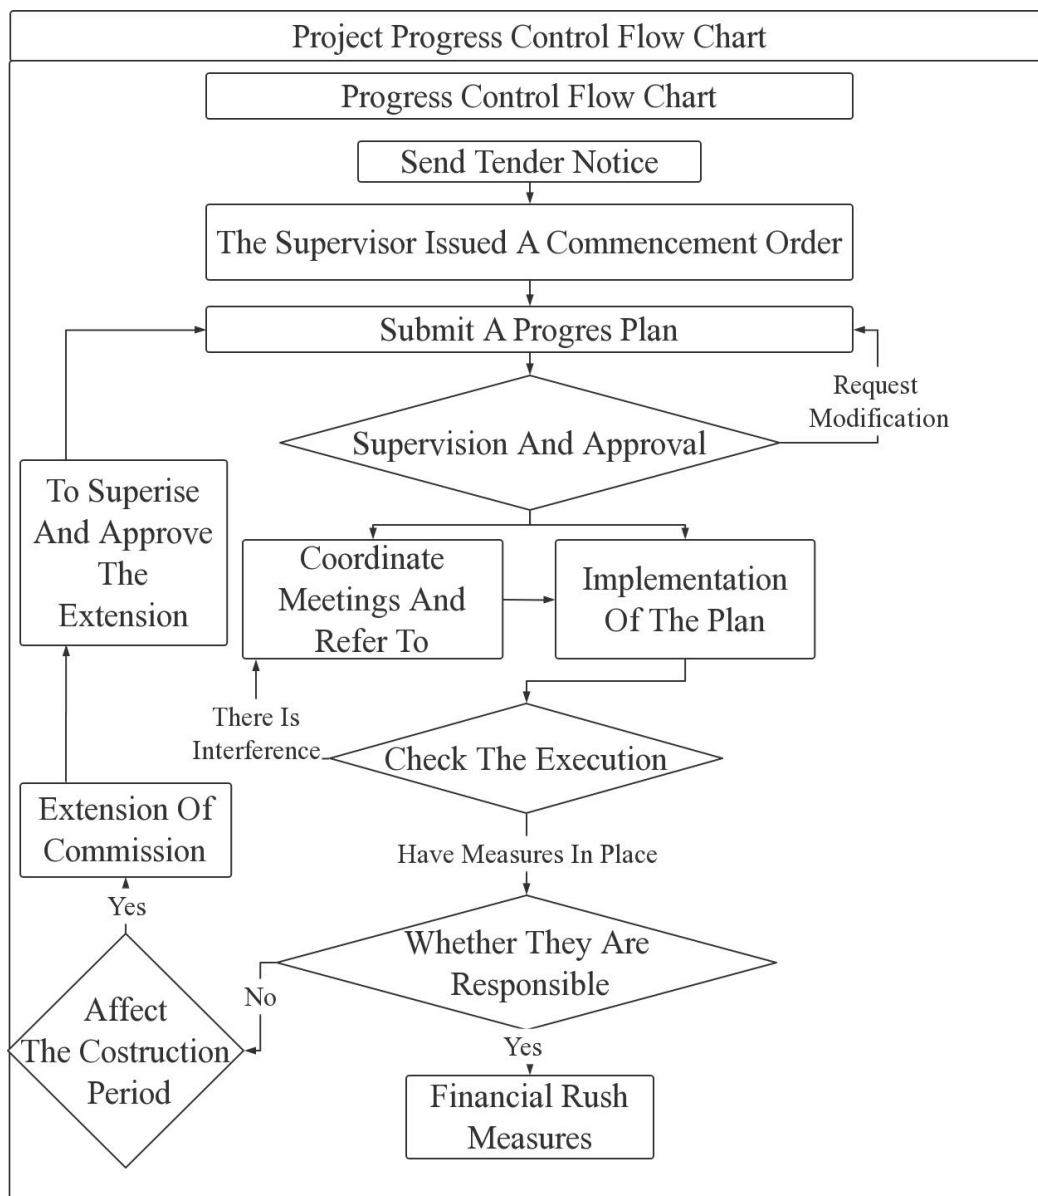 Project Progress Control Flow Chart
Progress Control Flow Chart
Send Tender Notice
The Supervisor Issued A Commencement Order
Submit A Progres Plan
Request
Modification
Supervision And Approval
To Superise
And Approve
The
Extension
Coordinate
Meetings And
Refer To
Implementation
Of The Plan
There Is
Interference
Check The Execution
Extension Of
Commission
Have Measures In Place
Yes
Whether They Are
Responsible
No
Affect
The Costruction
Period
Yes
Financial Rush
Measures